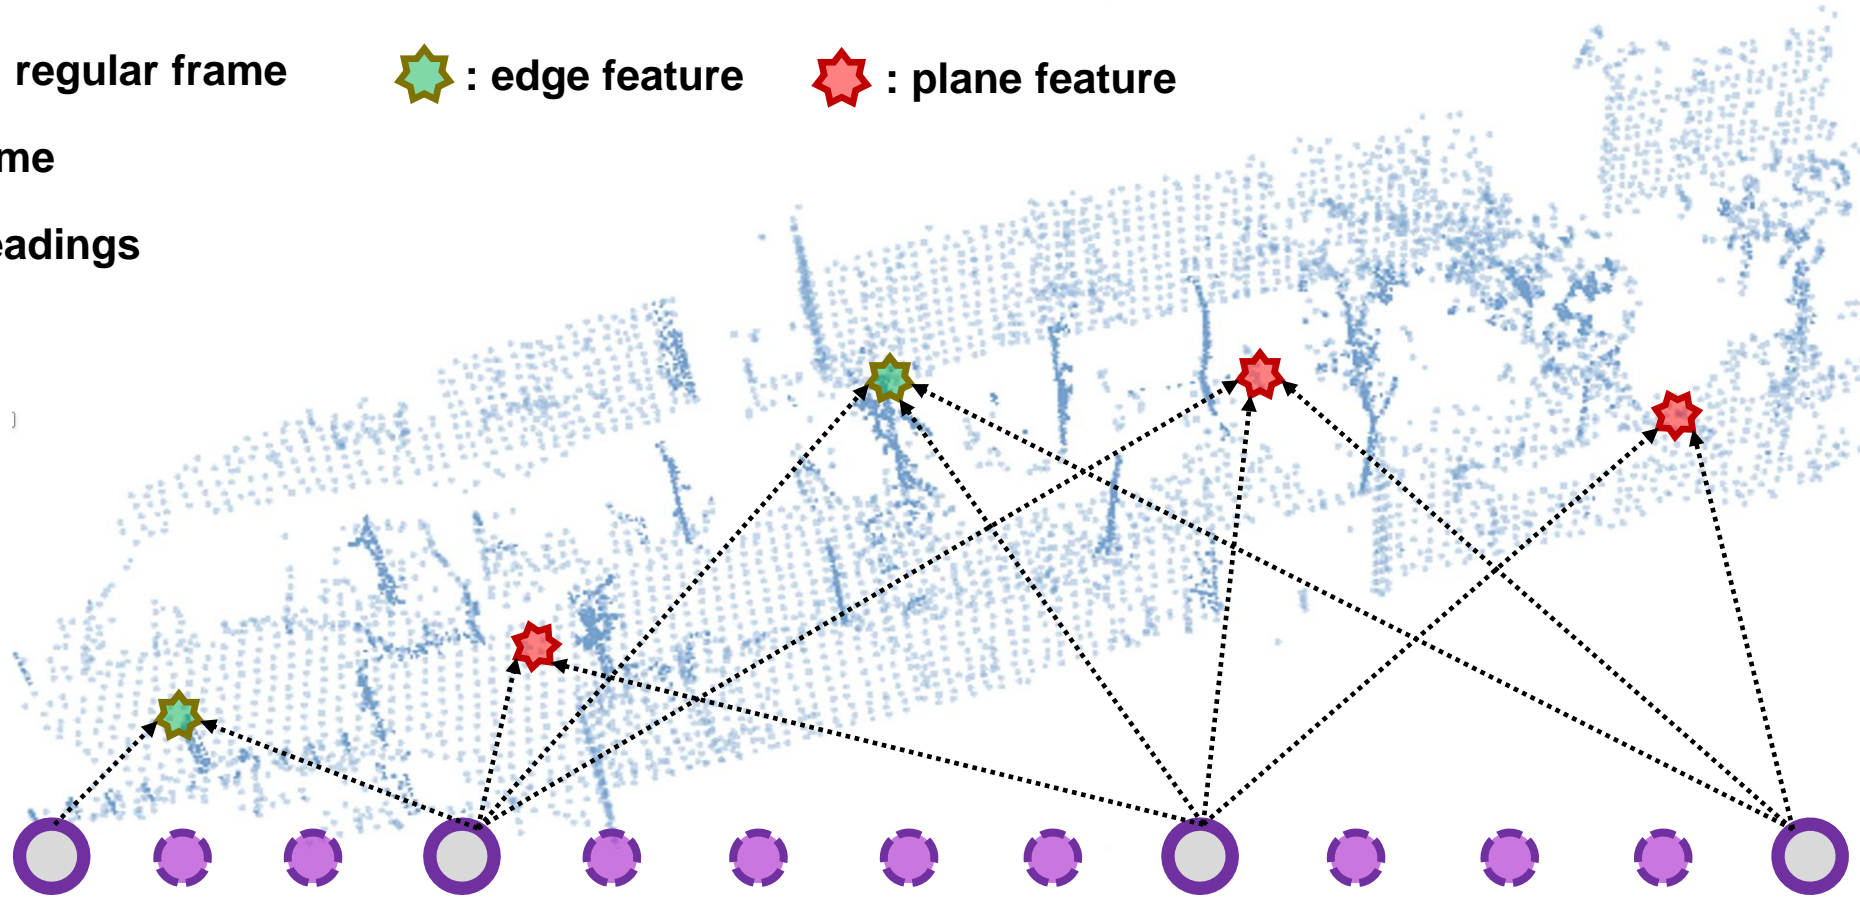 regular frame
: edge feature
: plane feature
me
eadings